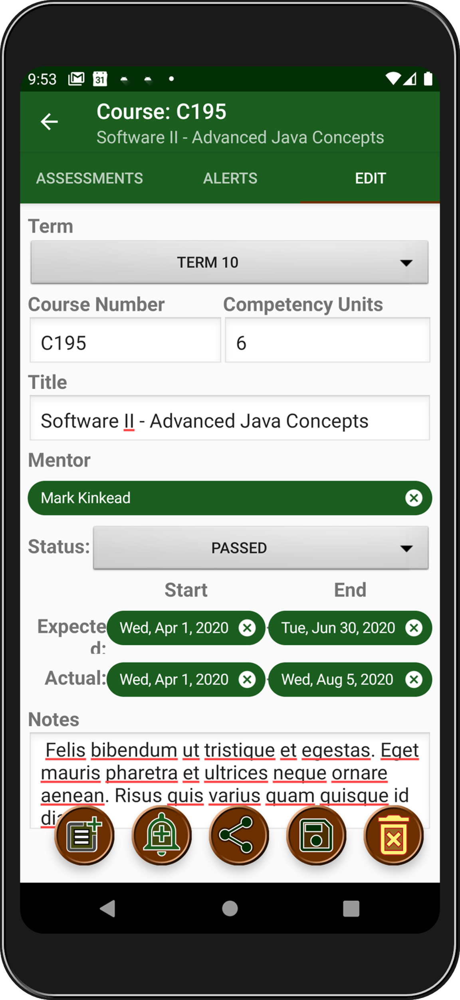 9:53
31
Course: C195
Software II - Advanced Java Concepts
ASSESSMENTS ALERTS EDIT
Term
TERM 10
Course Number Competency Units
C195 6
Title
Software II - Advanced Java Concepts
Mentor
Mark Kinkead
Status: PASSED
Start End
Expecte Wed, Apr 1, 2020 - Tue, Jun 30, 2020
d:
Actual: Wed, Apr 1, 2020 - Wed, Aug 5, 2020
Notes
Felis bibendum ut tristique et egestas. Eget
mauris pharetra et ultrices neque ornare
aenean. Risus quis varius quam quisque id